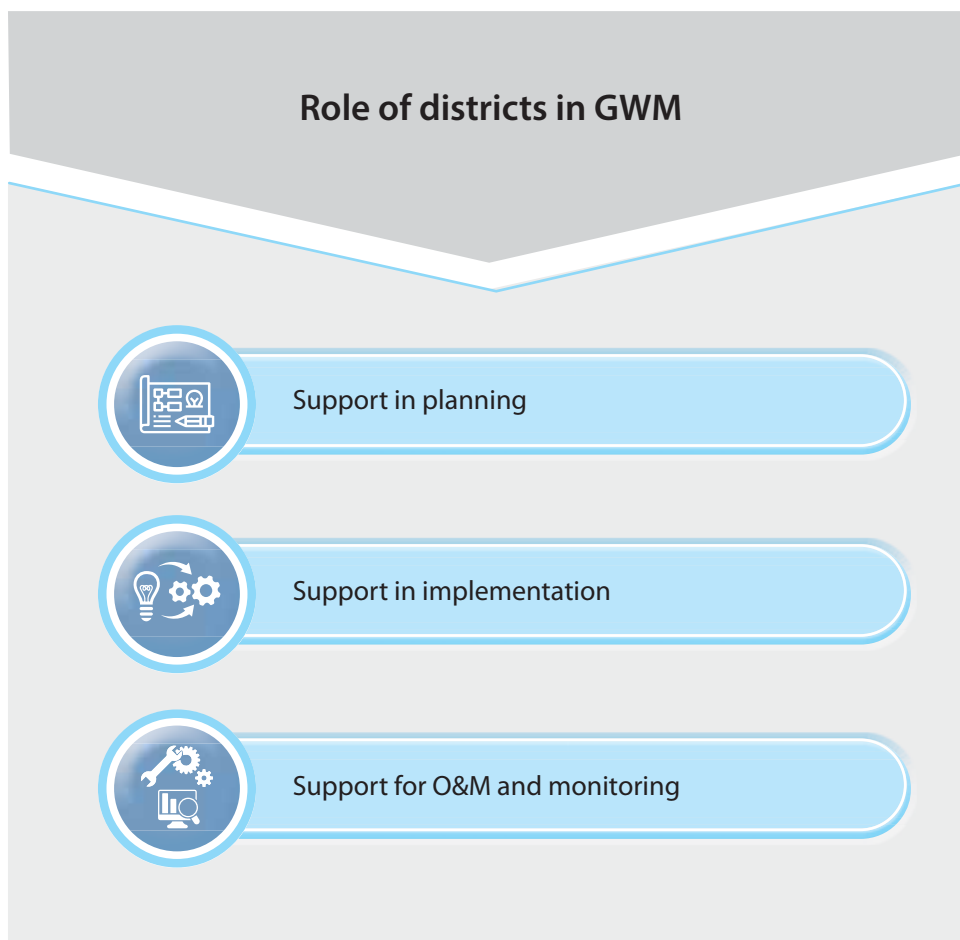 Role of districts in GWM
Support in planning
Support in implementation
Support for O&M and monitoring